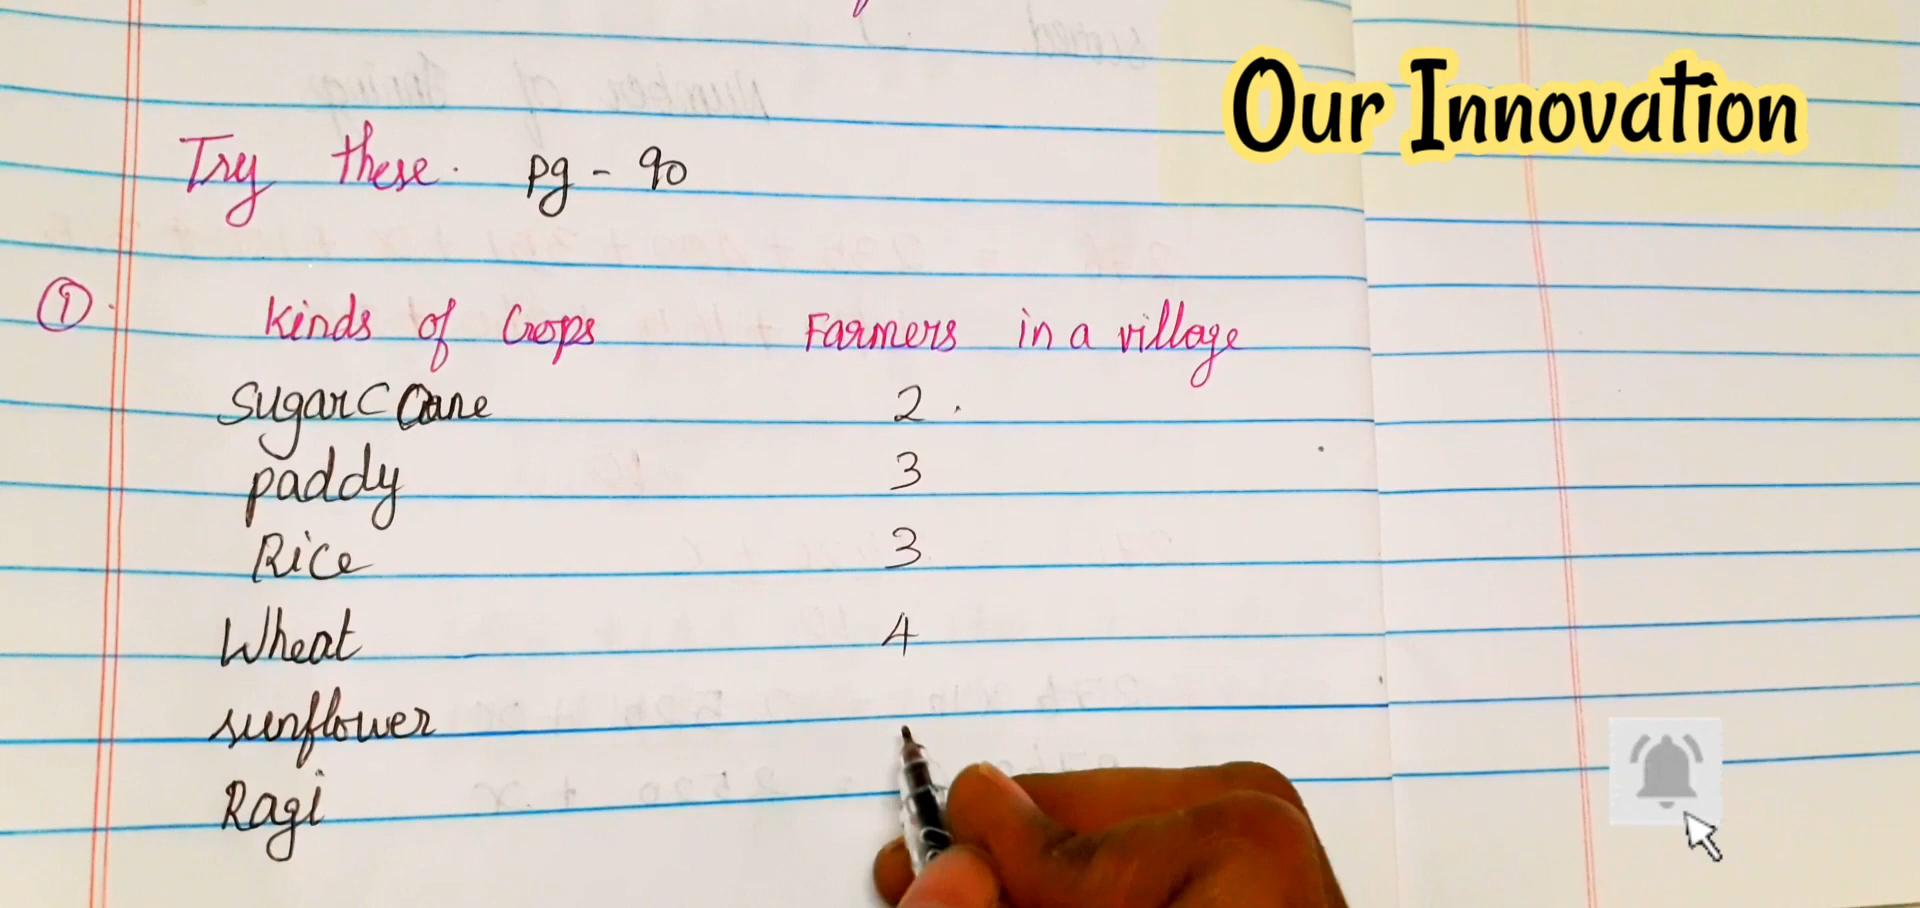 Our Innovation
Try these. pg - 90
① Kinds of Crops Farmers in a village
Sugarcane 2
paddy 3
Rice 3
Wheat 4
sunflower
Ragi